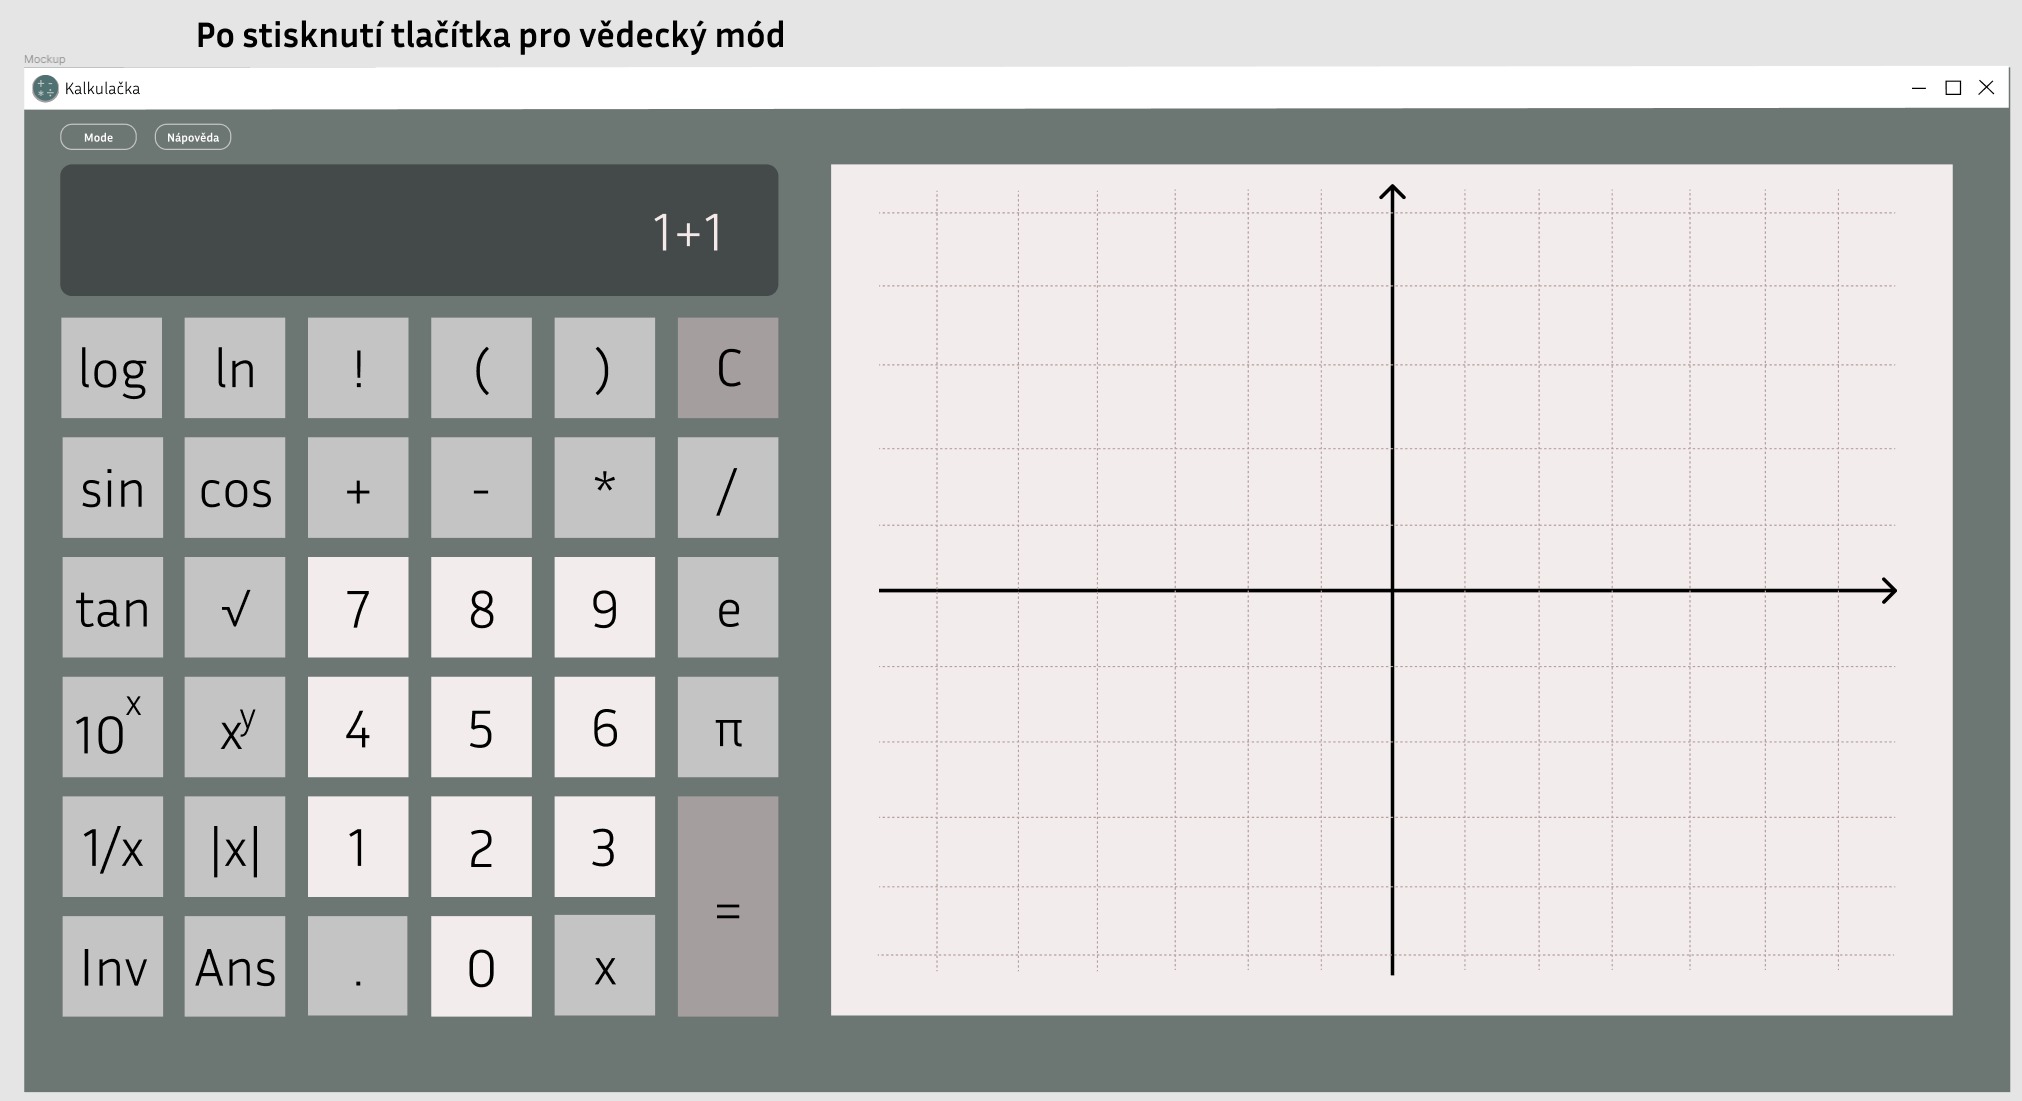 Po stisknutí tlačítka pro vědecký mód
Mockup
Kalkulačka
Mode Nápověda
1+1
log ln ! ( ) C
sin cos + - * /
tan √ 7 8 9 e
10^x x^y 4 5 6 π
1/x |x| 1 2 3
=
Inv Ans . 0 x